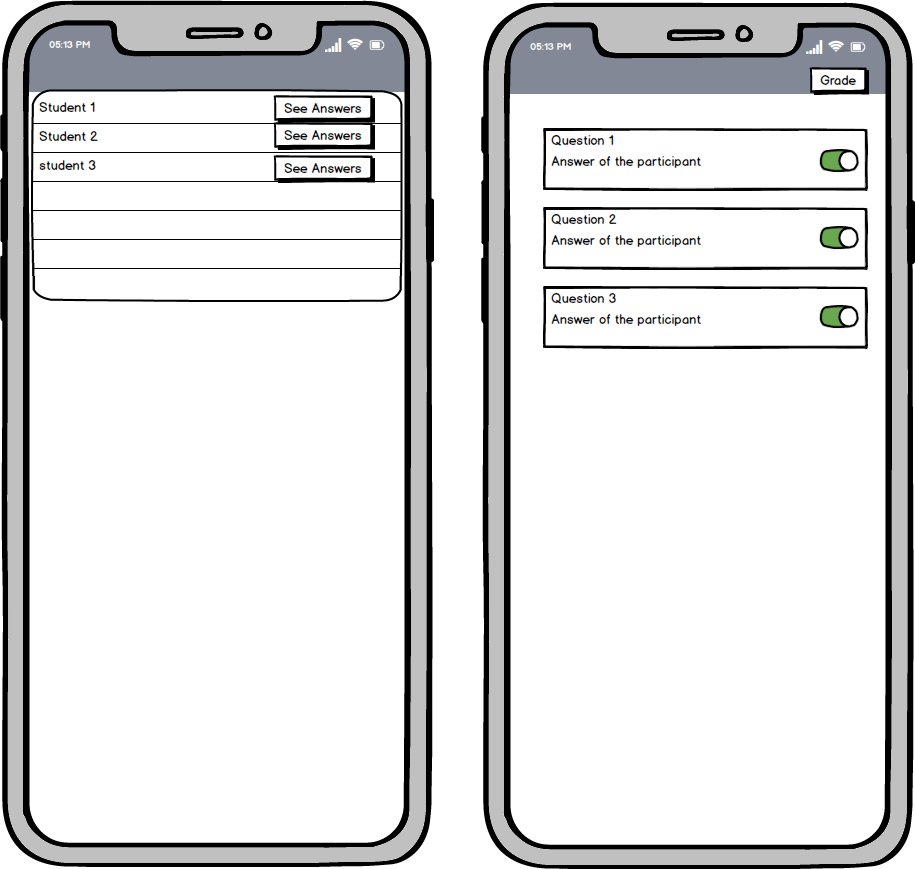 05:13 PM
Student 1
See Answers
Student 2
See Answers
student 3
See Answers
05:13 PM
Grade
Question 1
Answer of the participant
Question 2
Answer of the participant
Question 3
Answer of the participant